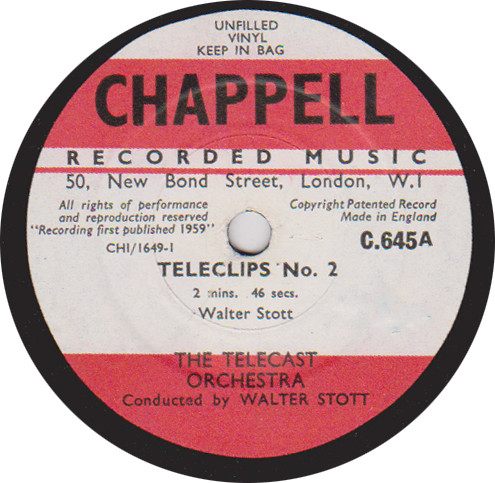 UNFILLED
VINYL
KEEP IN BAG
CHAPPELL
RECORDED MUSIC
50, New Bond Street, London, W.1
All rights of performance
and reproduction reserved
"Recording first published 1959"
CHI/1649-1
Copyright Patented Record
Made in England
C.645A
TELECLIPS No. 2
2 mins. 46 secs.
Walter Stott
THE TELECAST
ORCHESTRA
Conducted by WALTER STOTT